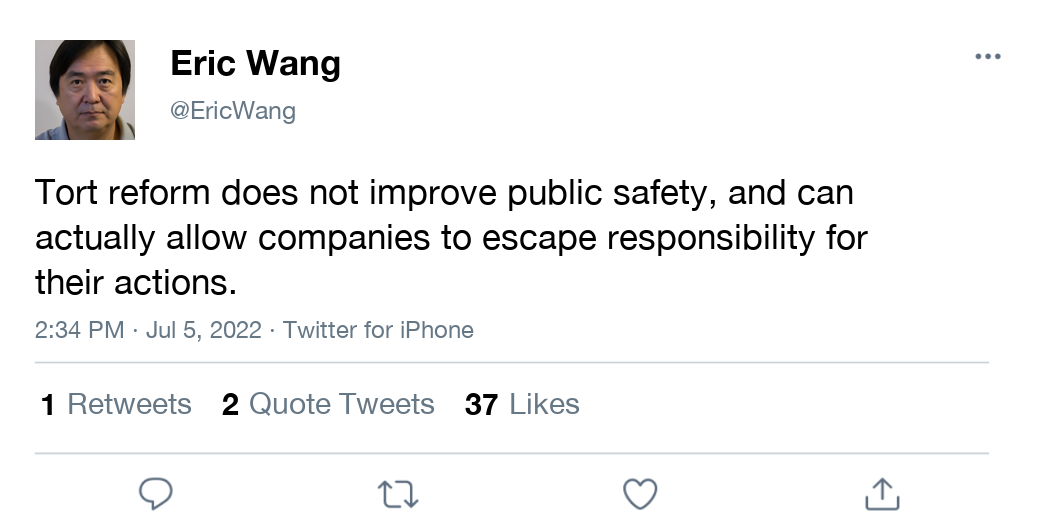 Eric Wang
@EricWang
Tort reform does not improve public safety, and can
actually allow companies to escape responsibility for
their actions.
2:34 PM · Jul 5, 2022 · Twitter for iPhone
1 Retweets 2 Quote Tweets 37 Likes